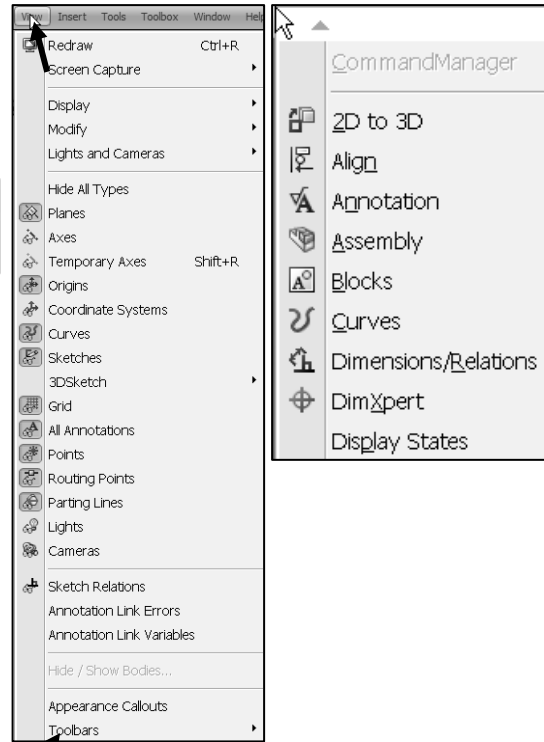 View Insert Tools Toolbox Window Help
Redraw Ctrl+R
Screen Capture
Display
Modify
Lights and Cameras
Hide All Types
Planes
Axes
Temporary Axes Shift+R
Origins
Coordinate Systems
Curves
Sketches
3DSketch
Grid
All Annotations
Points
Routing Points
Parting Lines
Lights
Cameras
Sketch Relations
Annotation Link Errors
Annotation Link Variables
Hide / Show Bodies...
Appearance Callouts
Toolbars
CommandManager
2D to 3D
Align
Annotation
Assembly
Blocks
Curves
Dimensions/Relations
DimXpert
Display States